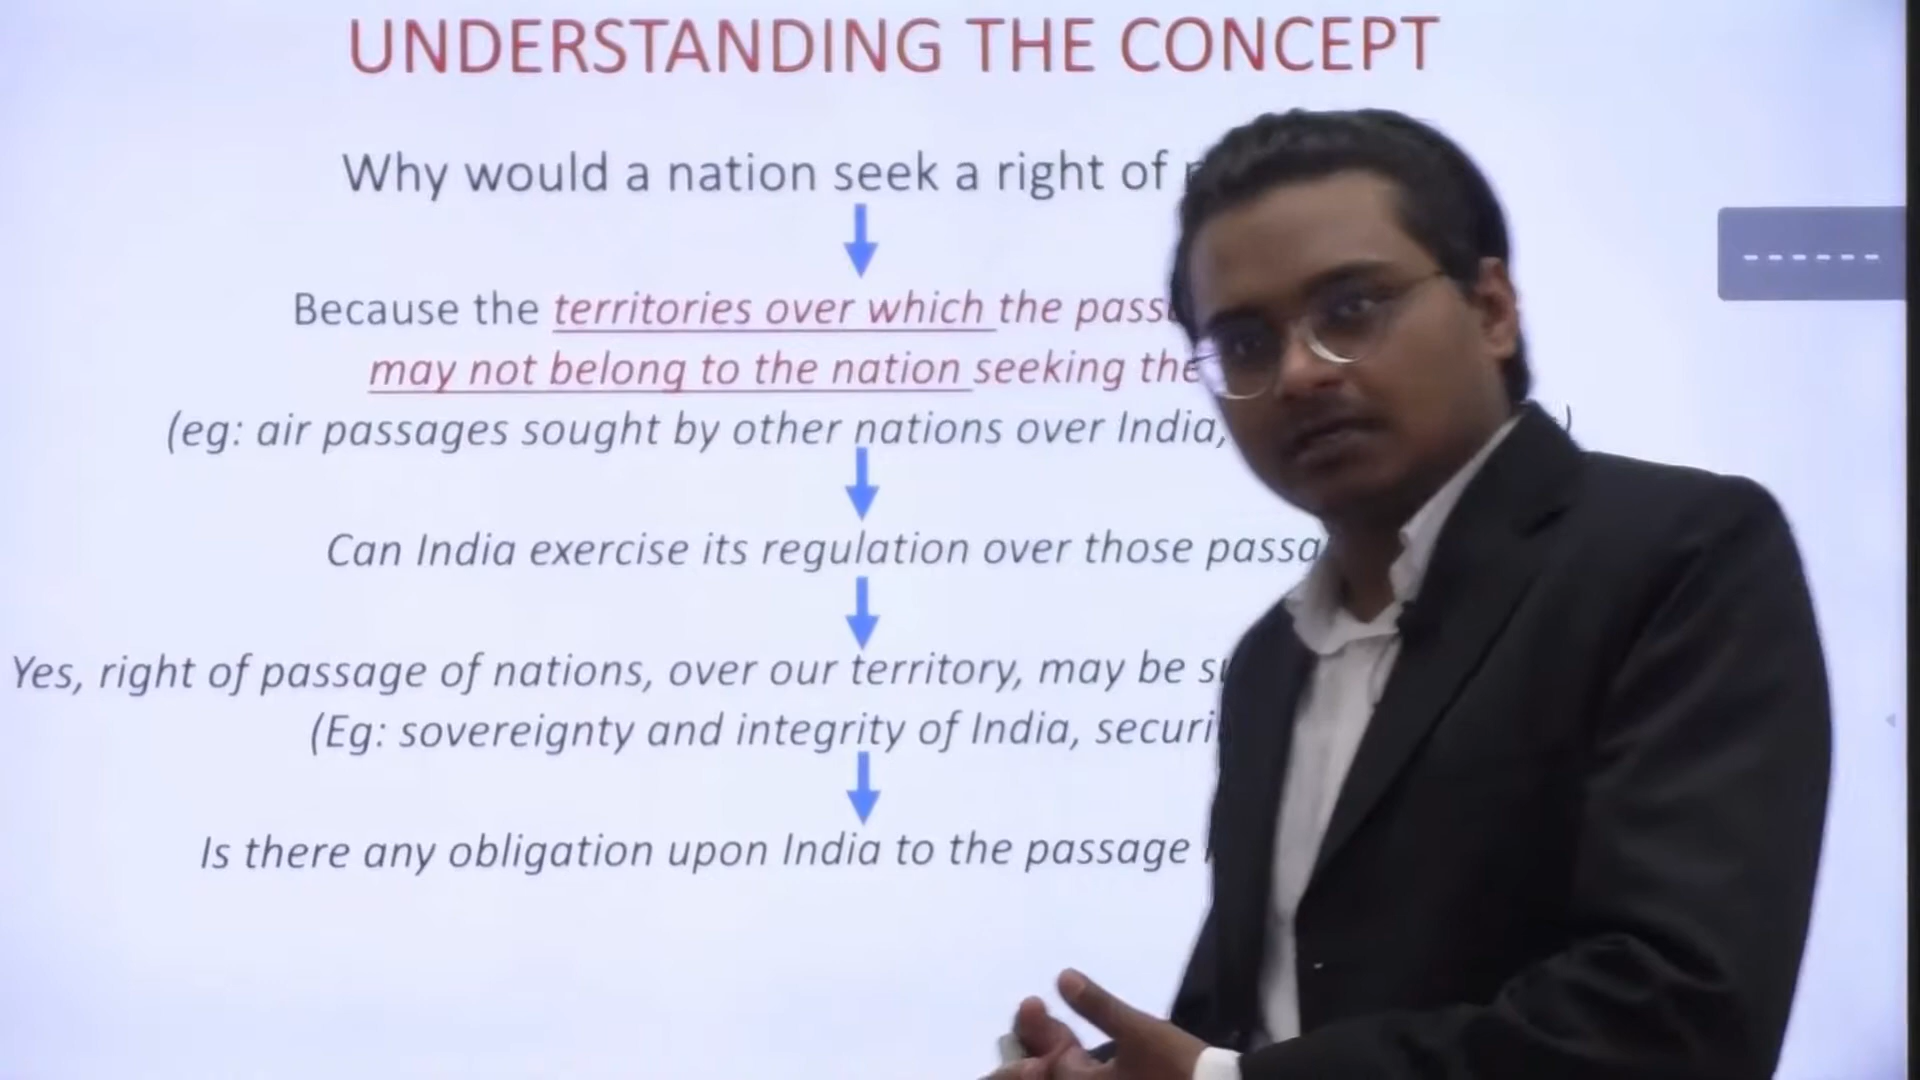 UNDERSTANDING THE CONCEPT
Why would a nation seek a right of
Because the territories over which the
may not belong to the nation seeking the
(eg: air passages sought by other nations over India, )
Can India exercise its regulation over those
Yes, right of passage of nations, over our territory, may be
(Eg: sovereignty and integrity of India,
Is there any obligation upon India to the passage